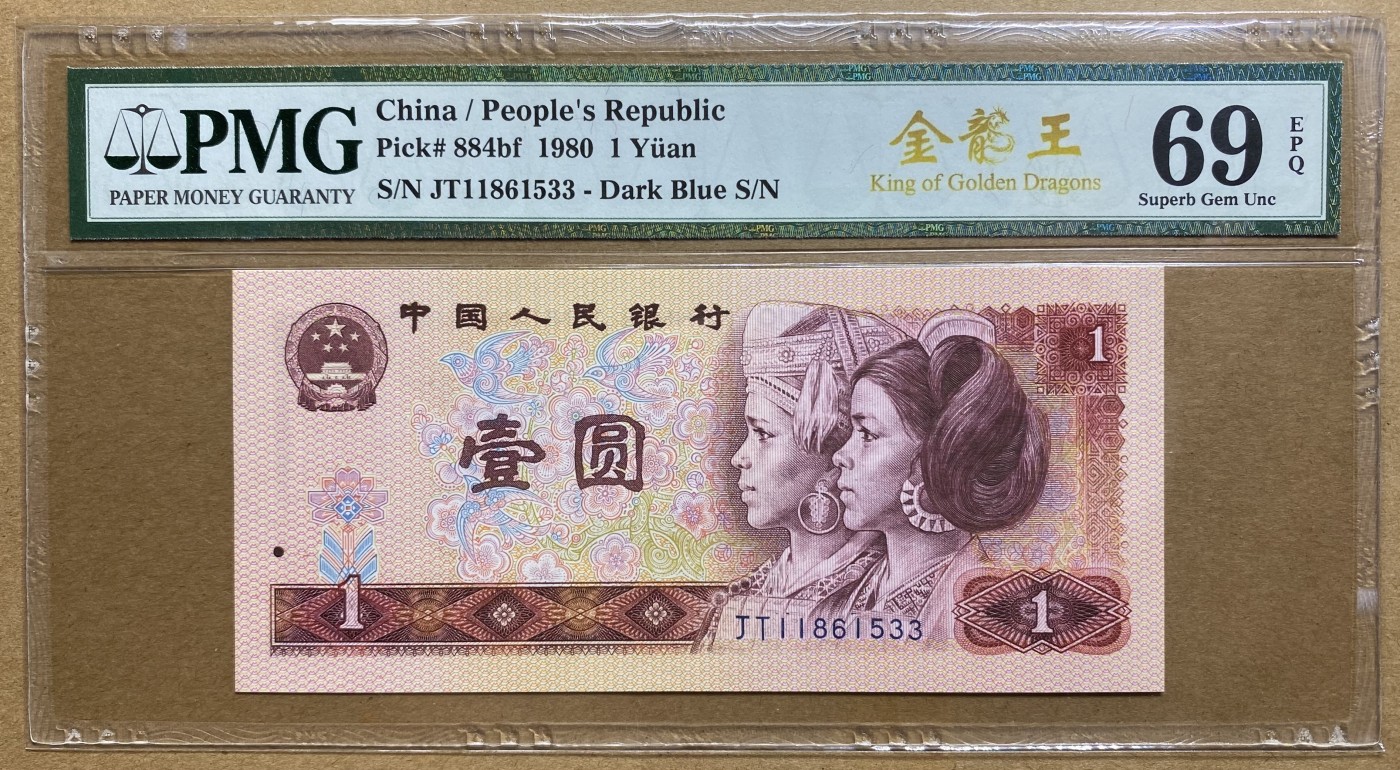 PMG
PAPER MONEY GUARANTY
China / People's Republic
Pick# 884bf 1980 1 Yüan
S/N JT11861533 - Dark Blue S/N
金龍王
King of Golden Dragons
69
EPQ
Superb Gem Unc
中国人民银行
1
壹圆
1
JT11861533
1